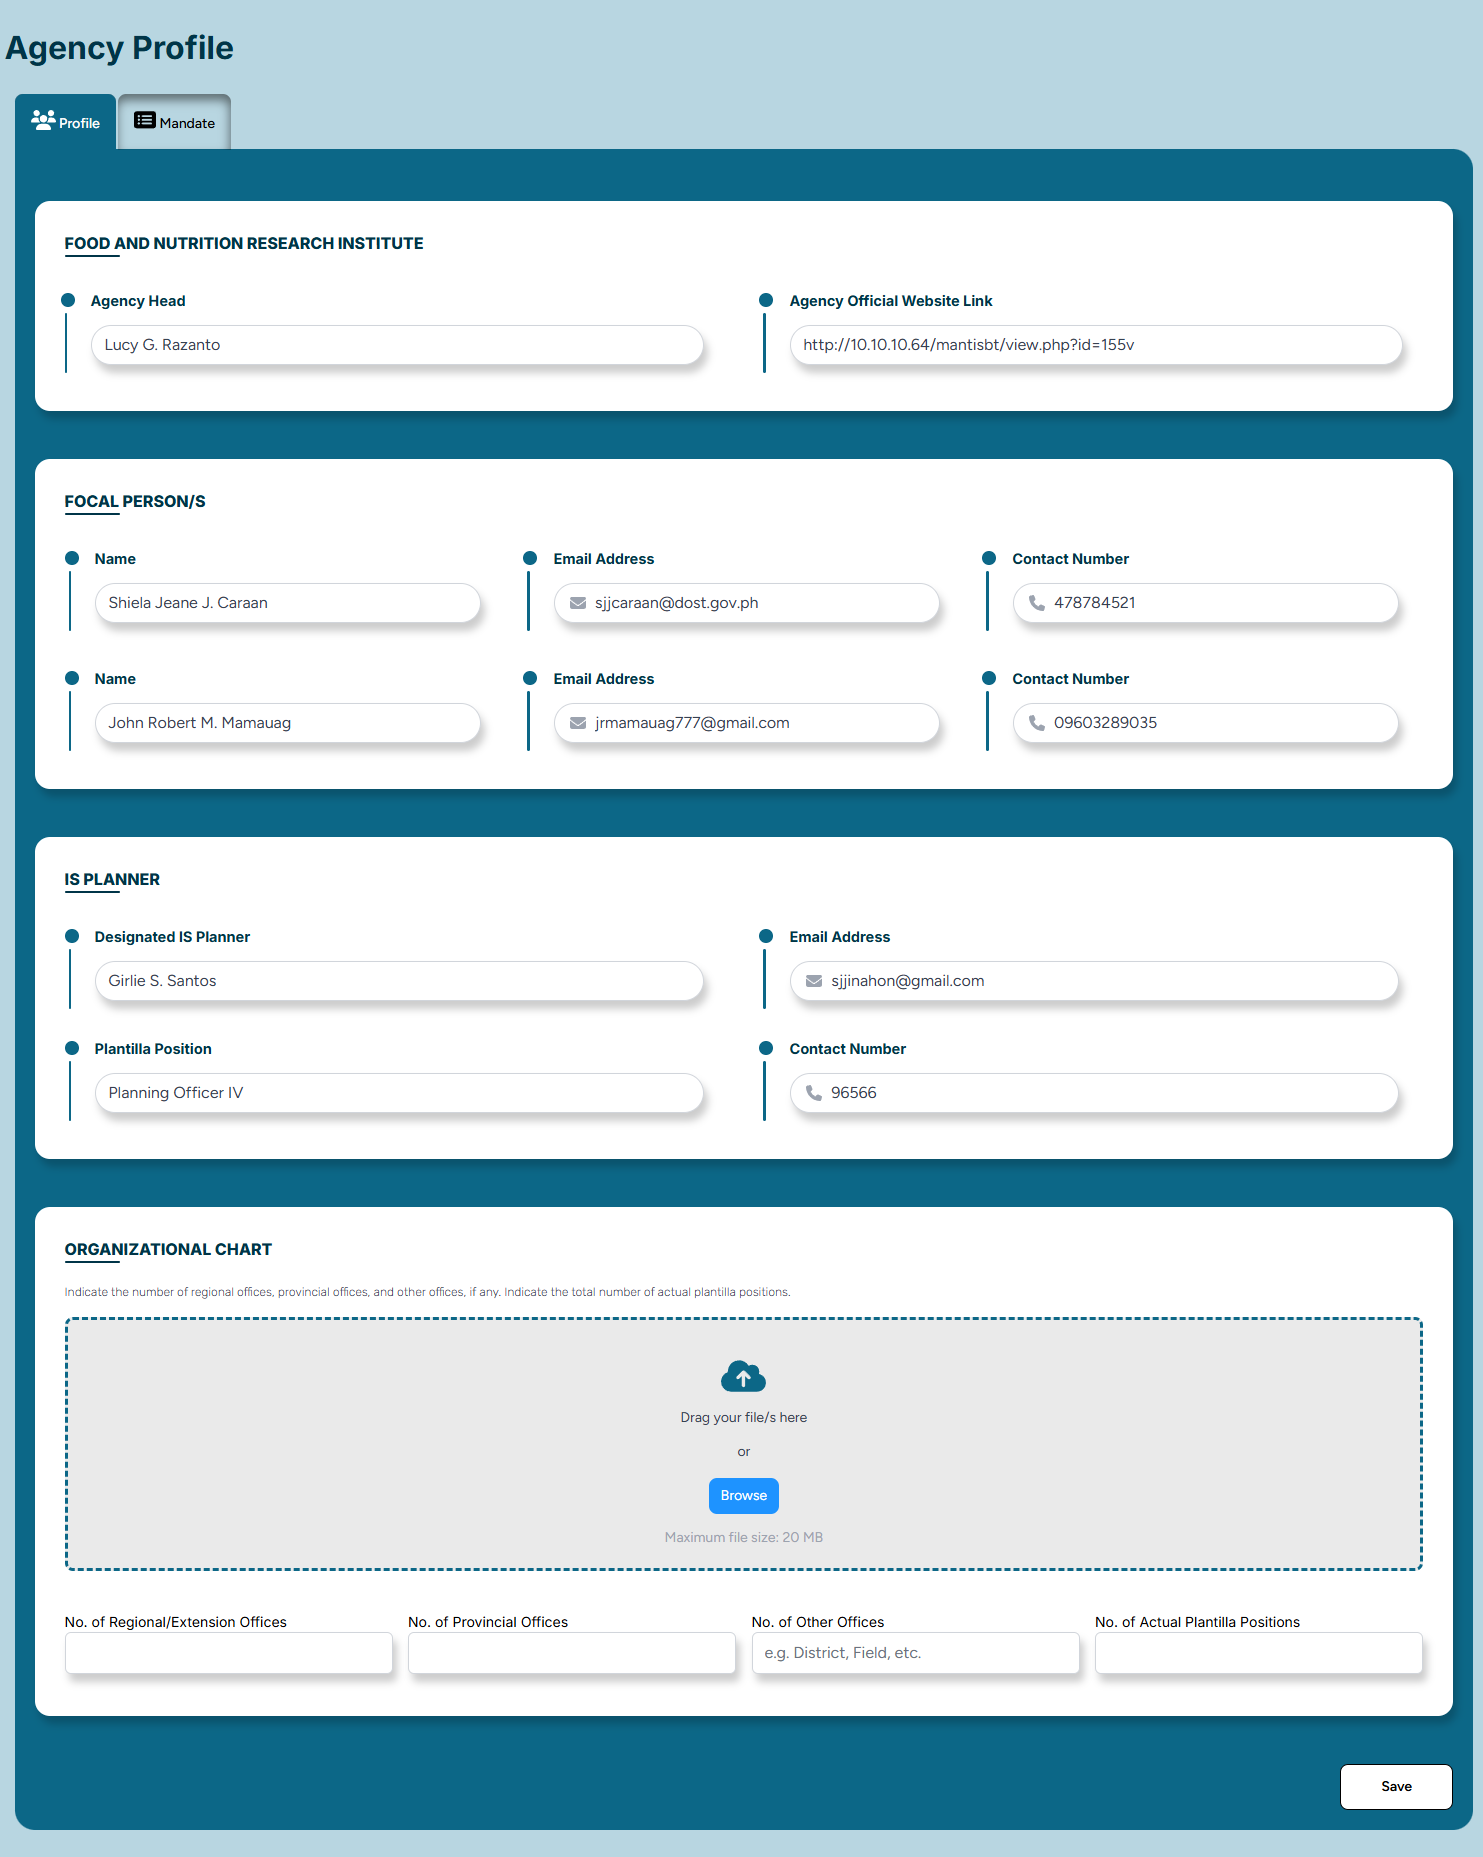 Agency Profile
Profile
Mandate
FOOD AND NUTRITION RESEARCH INSTITUTE
Agency Head
Agency Official Website Link
Lucy G. Razanto
http://10.10.10.64/mantisbt/view.php?id=155v
FOCAL PERSON/S
Name
Email Address
Contact Number
Shiela Jeane J. Caraan
sjjcaraan@dost.gov.ph
478784521
Name
Email Address
Contact Number
John Robert M. Mamauag
jrmamauag777@gmail.com
09603289035
IS PLANNER
Designated IS Planner
Email Address
Girlie S. Santos
sjjinahon@gmail.com
Plantilla Position
Contact Number
Planning Officer IV
96566
ORGANIZATIONAL CHART
Indicate the number of regional offices, provincial offices, and other offices, if any. Indicate the total number of actual plantilla positions.
Drag your file/s here
or
Browse
Maximum file size: 20 MB
No. of Regional/Extension Offices
No. of Provincial Offices
No. of Other Offices
No. of Actual Plantilla Positions
e.g. District, Field, etc.
Save